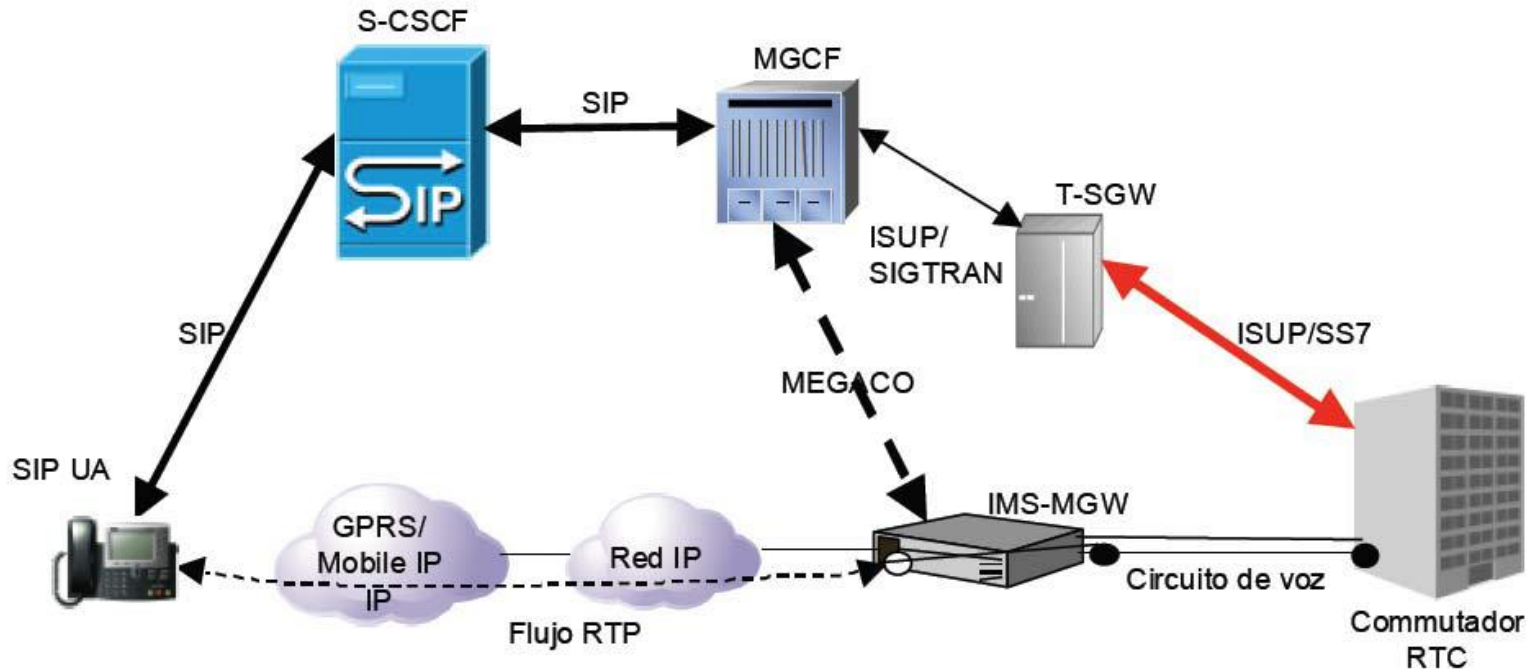 S-CSCF
MGCF
SIP
SIP
T-SGW
ISUP/
SIGTRAN
SIP
ISUP/SS7
MEGACO
SIP UA
IMS-MGW
GPRS/
Mobile IP
IP
Red IP
Circuito de voz
Flujo RTP
Commutador
RTC